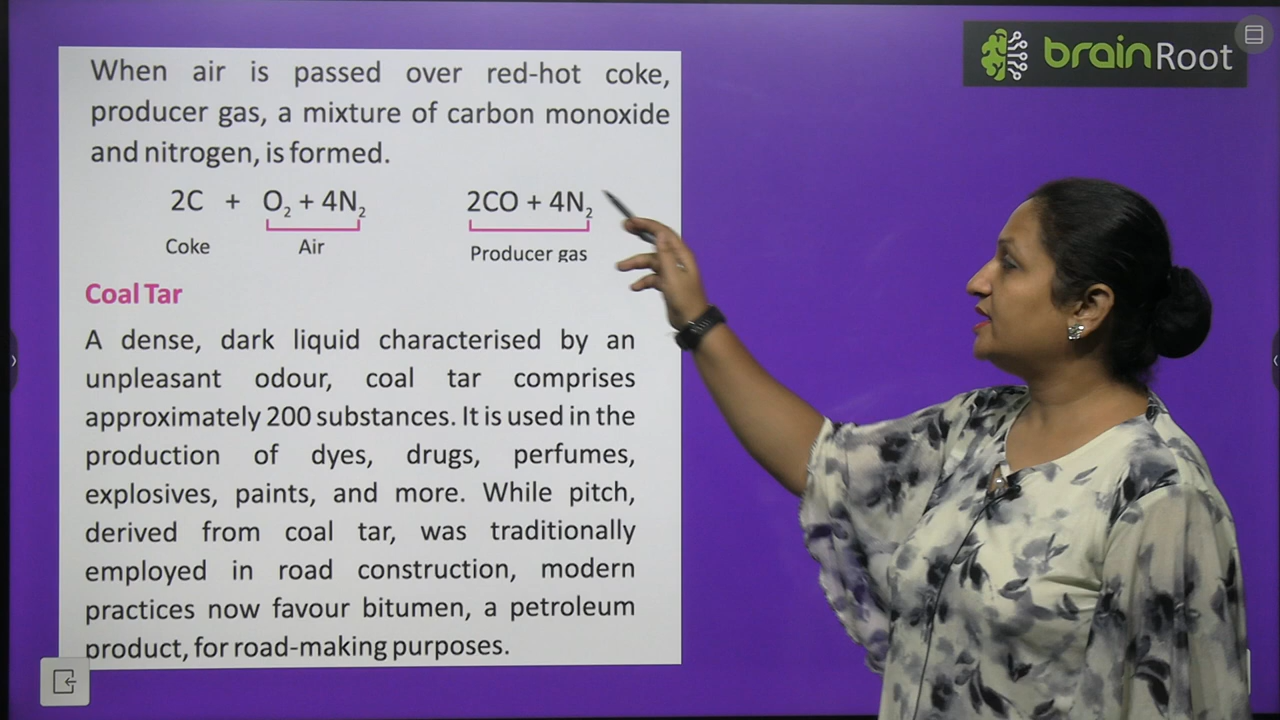 brainRoot
When air is passed over red-hot coke,
producer gas, a mixture of carbon monoxide
and nitrogen, is formed.
2C + O₂ + 4N₂ 2CO + 4N₂
Coke Air Producer gas
Coal Tar
A dense, dark liquid characterised by an
unpleasant odour, coal tar comprises
approximately 200 substances. It is used in the
production of dyes, drugs, perfumes,
explosives, paints, and more. While pitch,
derived from coal tar, was traditionally
employed in road construction, modern
practices now favour bitumen, a petroleum
product, for road-making purposes.